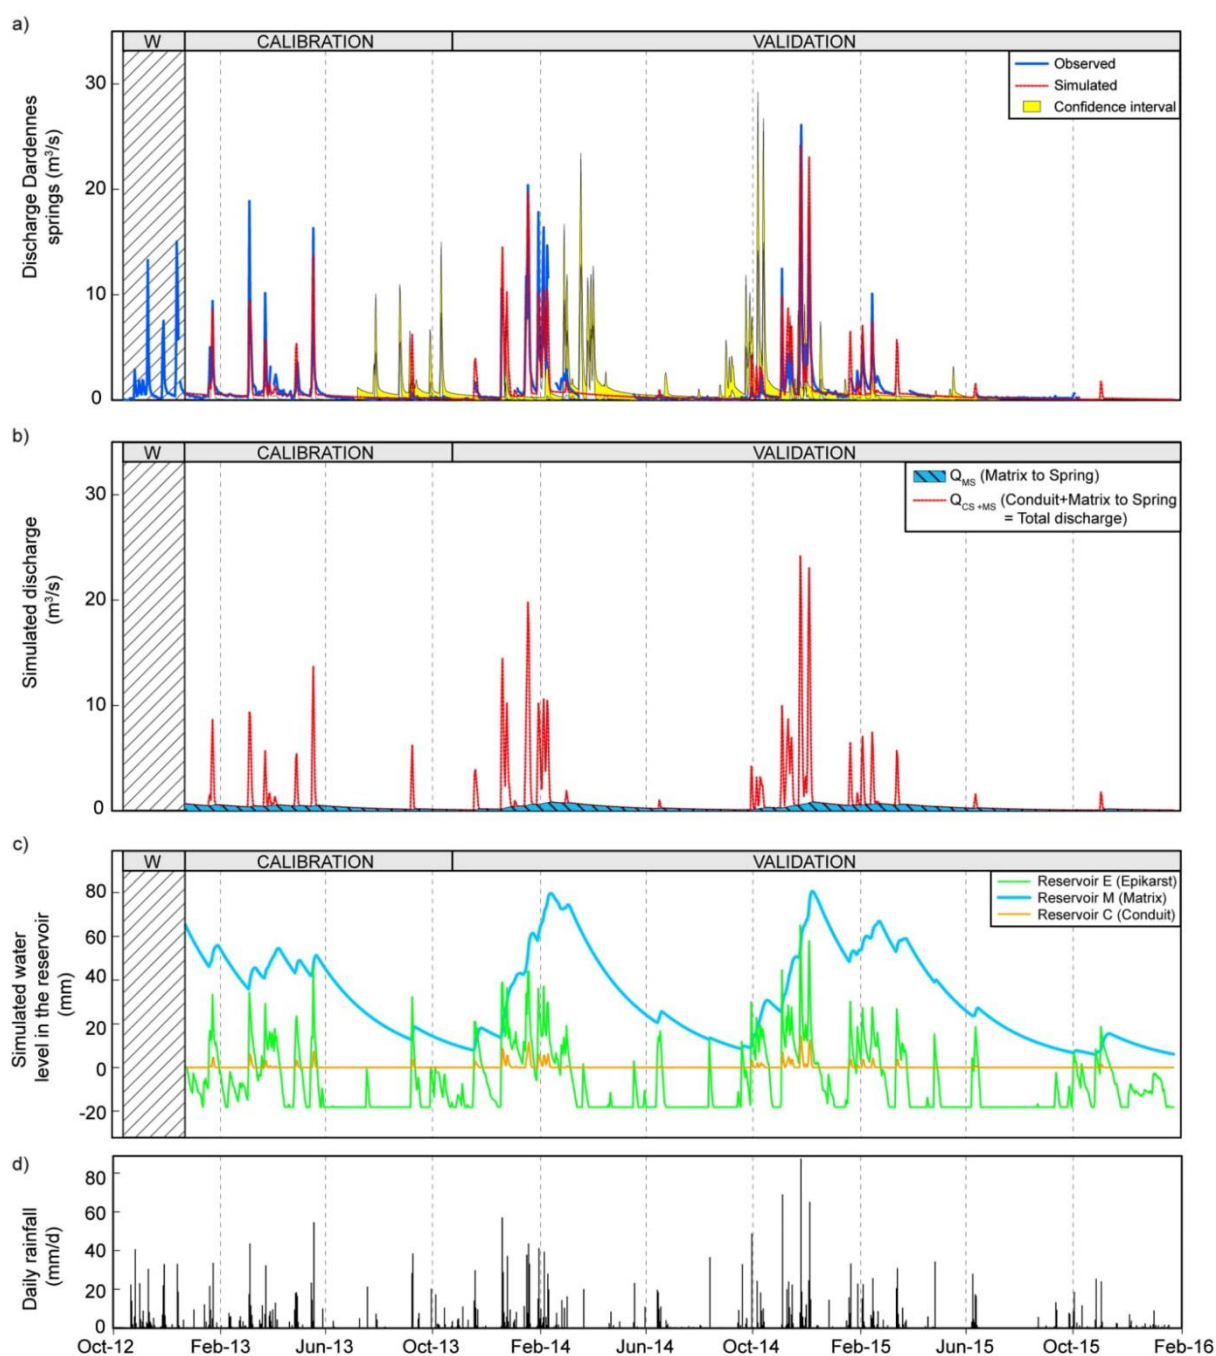 a)
W CALIBRATION VALIDATION
Discharge Dardennes
springs (m³/s)
30
20
10
0
Observed
Simulated
Confidence interval
b)
W CALIBRATION VALIDATION
Simulated discharge
(m³/s)
30
20
10
0
Q_MS (Matrix to Spring)
Q_CS+MS (Conduit+Matrix to Spring
= Total discharge)
c)
W CALIBRATION VALIDATION
Simulated water
level in the reservoir
(mm)
80
60
40
20
0
-20
Reservoir E (Epikarst)
Reservoir M (Matrix)
Reservoir C (Conduit)
d)
Daily rainfall
(mm/d)
80
60
40
20
0
Oct-12 Feb-13 Jun-13 Oct-13 Feb-14 Jun-14 Oct-14 Feb-15 Jun-15 Oct-15 Feb-16